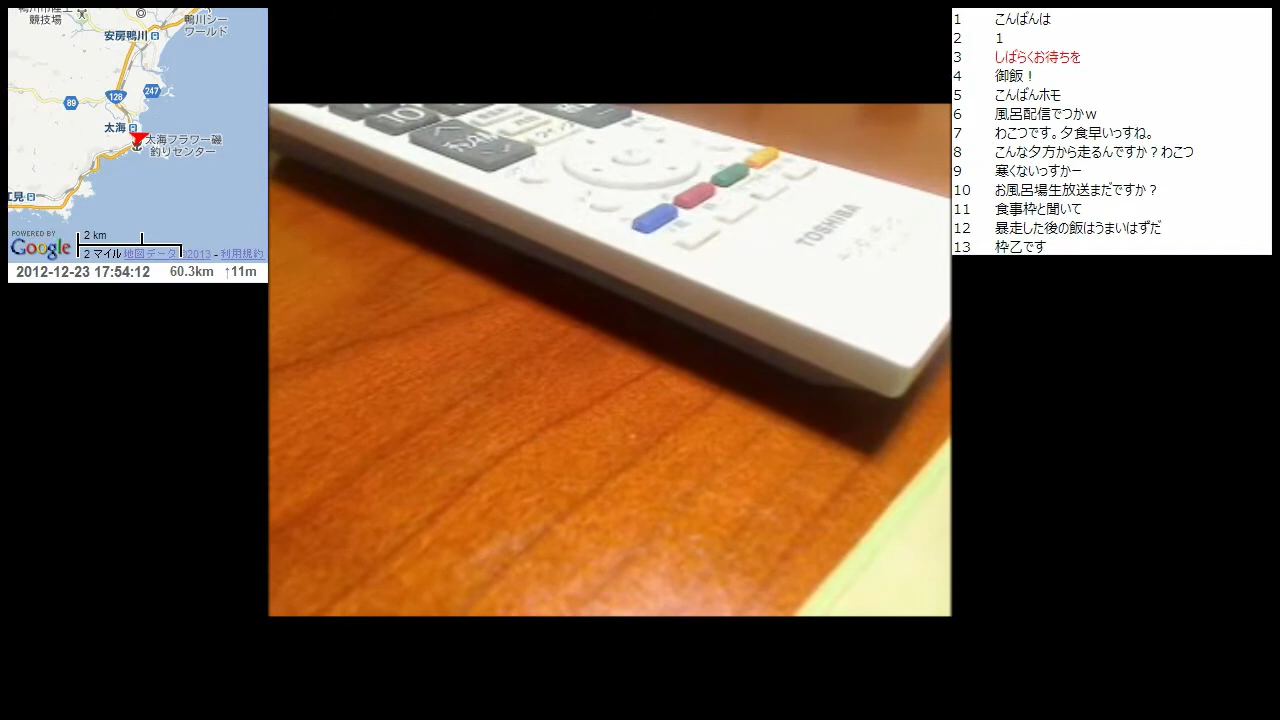 競技場
鴨川シー
ワールド
安房鴨川
247
89
128
太海
太海フラワー磯
釣りセンター
江見
POWERED BY
Google
2 km
2 マイル
地図データ ©2013 - 利用規約
2012-12-23 17:54:12 60.3km ↑11m
10
TOSHIBA
1 こんばんは
2 1
3 しばらくお待ちを
4 御飯！
5 こんばんホモ
6 風呂配信でつかｗ
7 わこつです。夕食早いっすね。
8 こんな夕方から走るんですか？わこつ
9 寒くないっすかー
10 お風呂場生放送まだですか？
11 食事枠と聞いて
12 暴走した後の飯はうまいはずだ
13 枠乙です